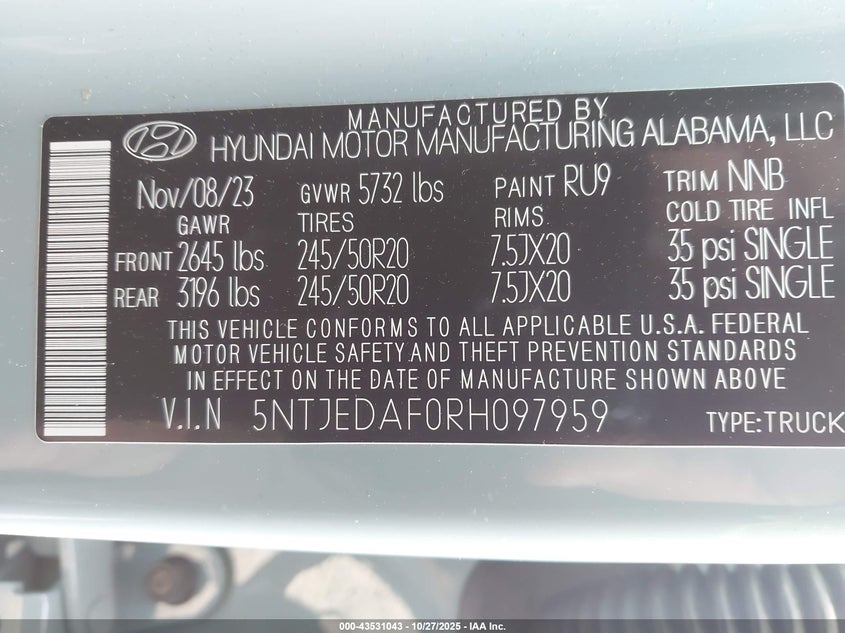 MANUFACTURED BY
HYUNDAI MOTOR MANUFACTURING ALABAMA, LLC
Nov/08/23 GVWR 5732 lbs PAINT RU9 TRIM NNB
GAWR TIRES RIMS COLD TIRE INFL
FRONT 2645 lbs 245/50R20 7.5JX20 35 psi SINGLE
REAR 3196 lbs 245/50R20 7.5JX20 35 psi SINGLE
THIS VEHICLE CONFORMS TO ALL APPLICABLE U.S.A. FEDERAL
MOTOR VEHICLE SAFETY AND THEFT PREVENTION STANDARDS
IN EFFECT ON THE DATE OF MANUFACTURE SHOWN ABOVE
V.I.N 5NTJEDAF0RH097959 TYPE:TRUCK
000-43531043 - 10/27/2025 - IAA Inc.